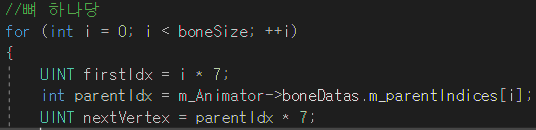 //뼈 하나당
for (int i = 0; i < boneSize; ++i)
{
UINT firstIdx = i * 7;
int parentIdx = m_Animator->boneDatas.m_parentIndices[i];
UINT nextVertex = parentIdx * 7;